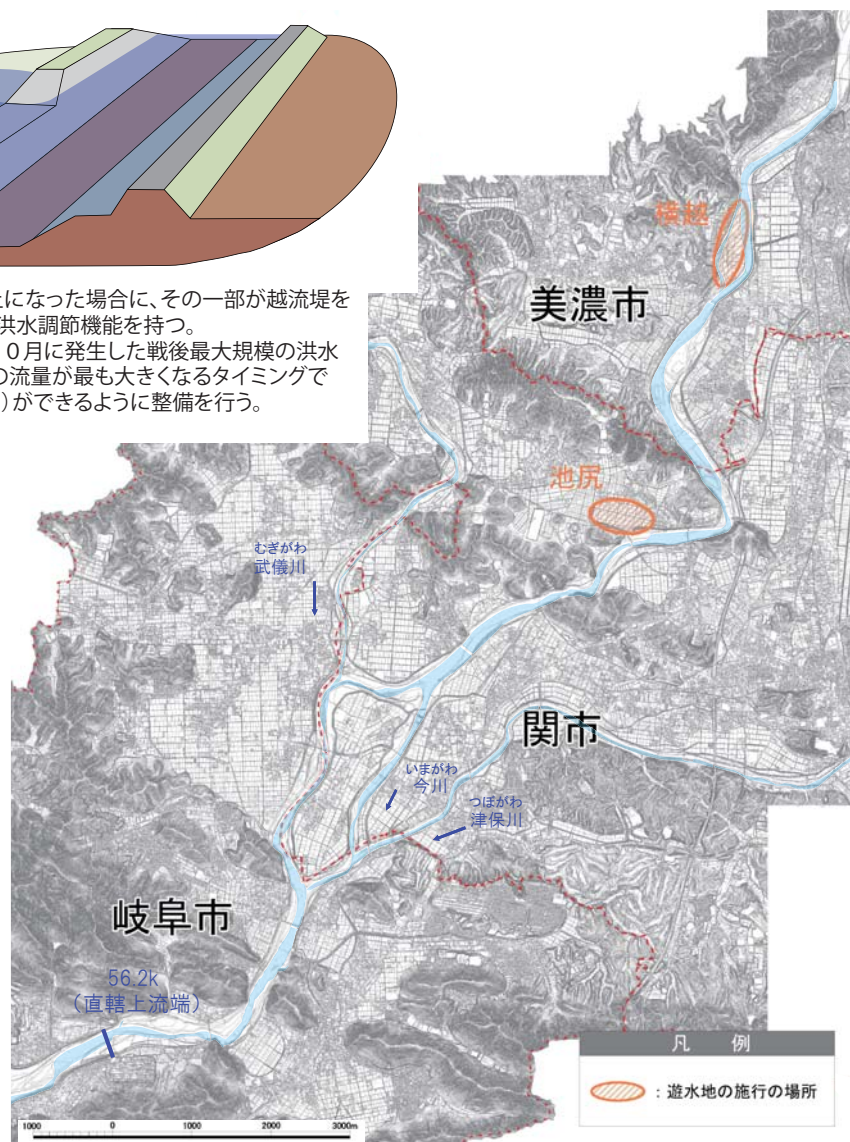 上になった場合に、その一部が越流堤を
洪水調節機能を持つ。
10月に発生した戦後最大規模の洪水
の流量が最も大きくなるタイミングで
)ができるように整備を行う。
横越
美濃市
池尻
むぎがわ
武儀川
関市
いまがわ
今川
つぼがわ
津保川
岐阜市
56.2k
(直轄上流端)
凡 例
:遊水地の施行の場所
1000 0 1000 2000 3000m